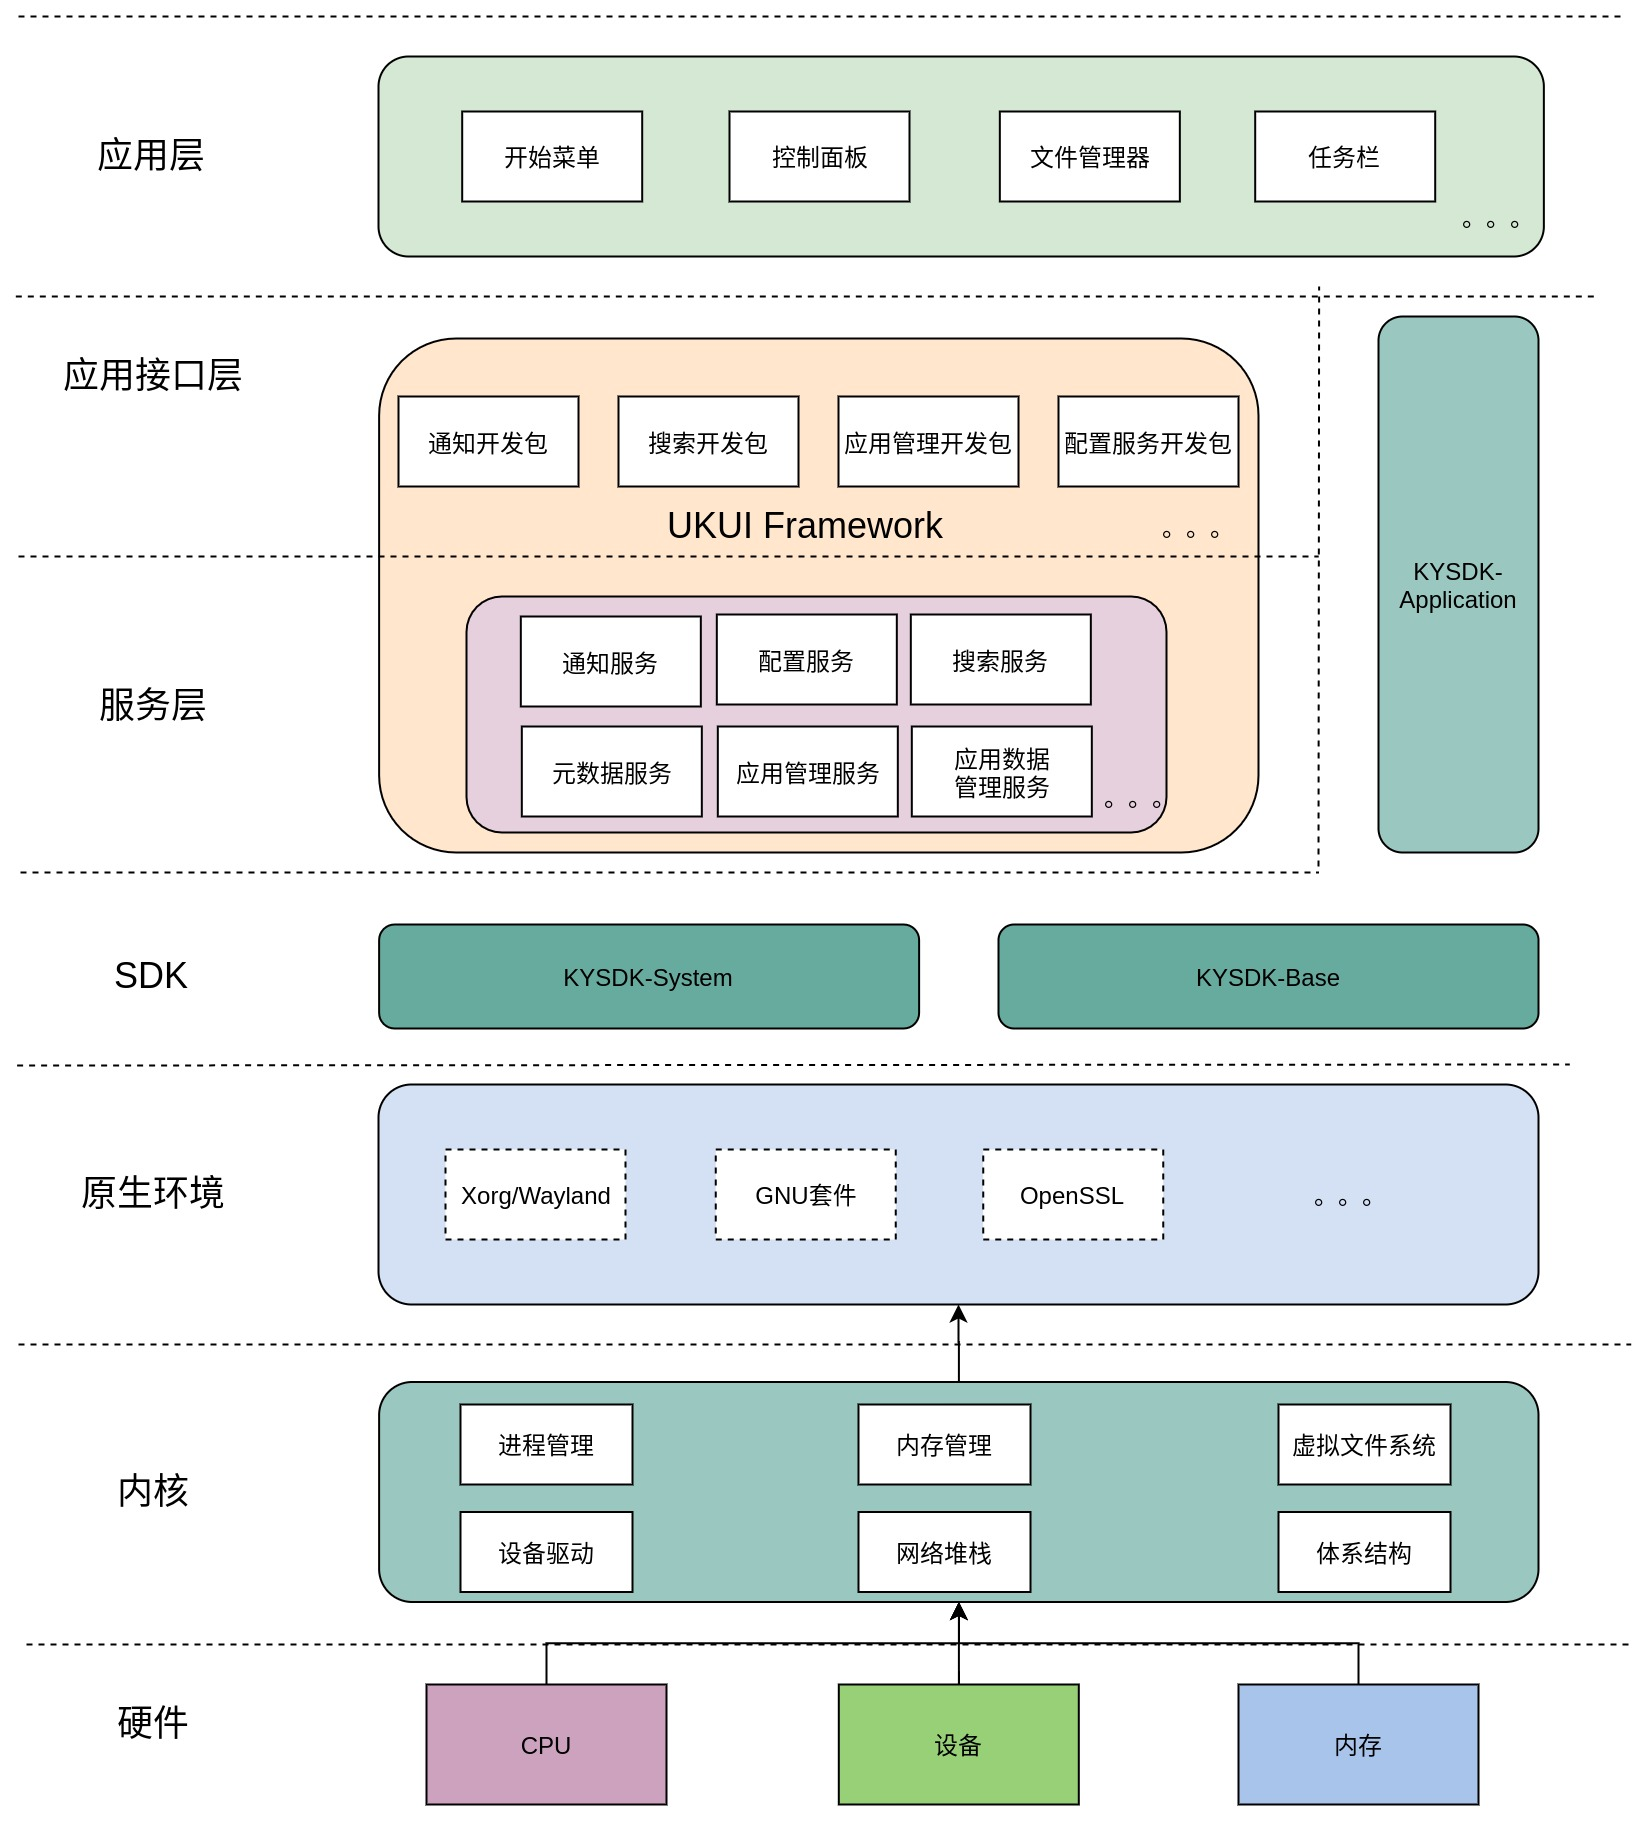 应用层
开始菜单
控制面板
文件管理器
任务栏
。。。
应用接口层
通知开发包
搜索开发包
应用管理开发包
配置服务开发包
UKUI Framework
。。。
KYSDK-
Application
服务层
通知服务
配置服务
搜索服务
元数据服务
应用管理服务
应用数据
管理服务
。。。
SDK
KYSDK-System
KYSDK-Base
原生环境
Xorg/Wayland
GNU套件
OpenSSL
。。。
内核
进程管理
内存管理
虚拟文件系统
设备驱动
网络堆栈
体系结构
硬件
CPU
设备
内存